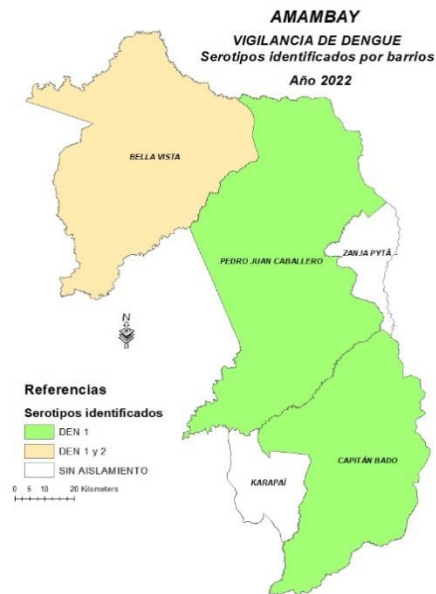 AMAMBAY
VIGILANCIA DE DENGUE
Serotipos identificados por barrios
Año 2022
BELLA VISTA
PEDRO JUAN CABALLERO
ZANJA PYTÃ
N
Referencias
Serotipos identificados
DEN 1
DEN 1 y 2
SIN AISLAMIENTO
0 5 10 20 Kilometers
KARAPAÍ
CAPITÁN BADO